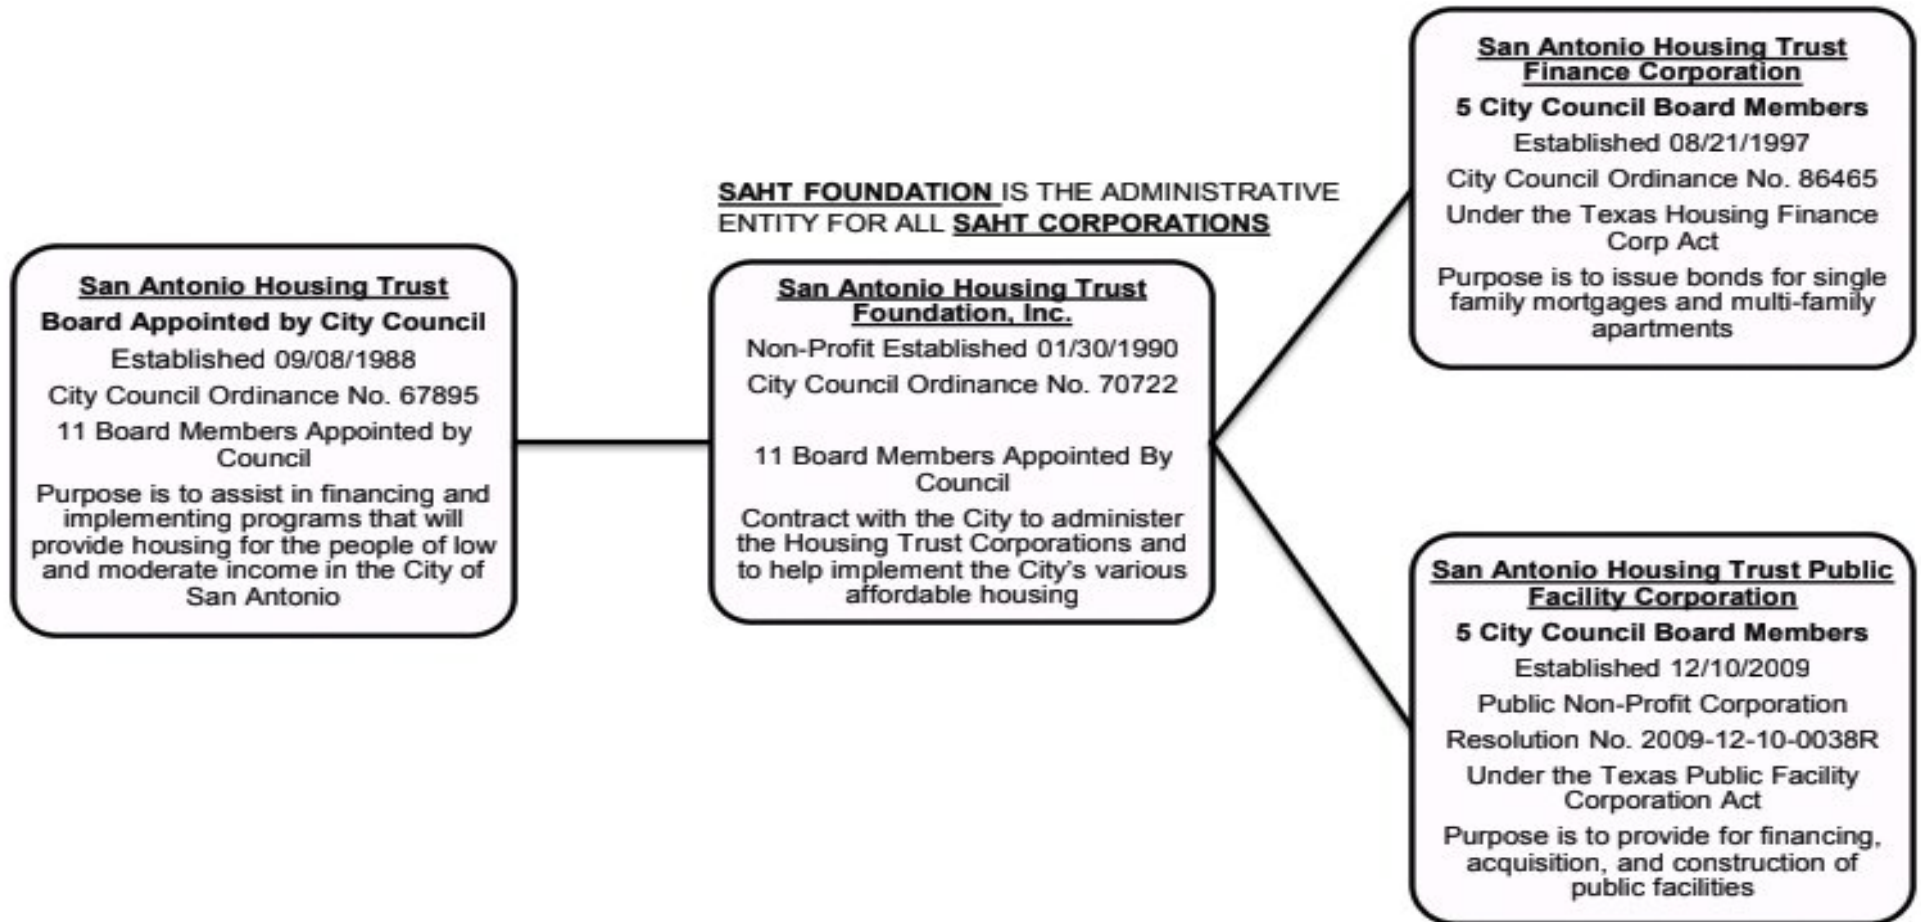 San Antonio Housing Trust
Board Appointed by City Council
Established 09/08/1988
City Council Ordinance No. 67895
11 Board Members Appointed by
Council
Purpose is to assist in financing and
implementing programs that will
provide housing for the people of low
and moderate income in the City of
San Antonio
SAHT FOUNDATION IS THE ADMINISTRATIVE
ENTITY FOR ALL SAHT CORPORATIONS
San Antonio Housing Trust
Foundation, Inc.
Non-Profit Established 01/30/1990
City Council Ordinance No. 70722
11 Board Members Appointed By
Council
Contract with the City to administer
the Housing Trust Corporations and
to help implement the City's various
affordable housing
San Antonio Housing Trust
Finance Corporation
5 City Council Board Members
Established 08/21/1997
City Council Ordinance No. 86465
Under the Texas Housing Finance
Corp Act
Purpose is to issue bonds for single
family mortgages and multi-family
apartments
San Antonio Housing Trust Public
Facility Corporation
5 City Council Board Members
Established 12/10/2009
Public Non-Profit Corporation
Resolution No. 2009-12-10-0038R
Under the Texas Public Facility
Corporation Act
Purpose is to provide for financing,
acquisition, and construction of
public facilities